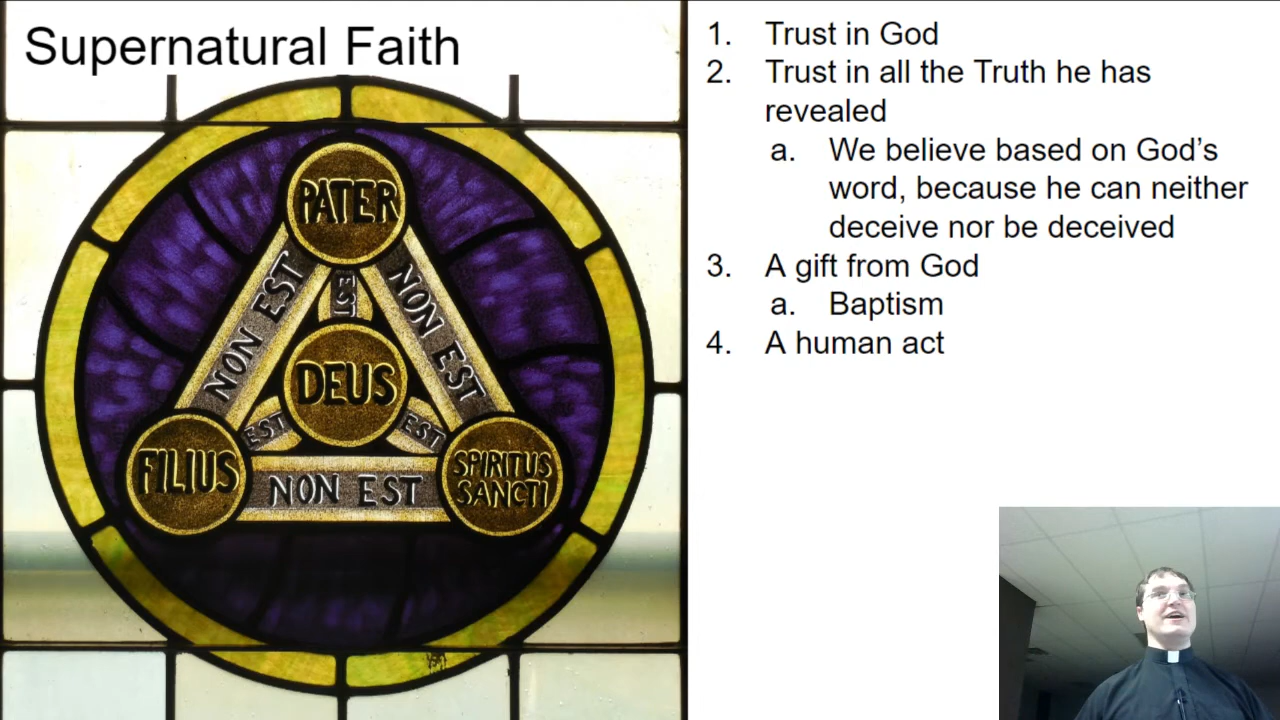 Supernatural Faith
PATER
NON EST
EST
NON EST
DEUS
EST
EST
FILIUS
NON EST
SPIRITUS
SANCTI
1. Trust in God
2. Trust in all the Truth he has
revealed
a. We believe based on God's
word, because he can neither
deceive nor be deceived
3. A gift from God
a. Baptism
4. A human act